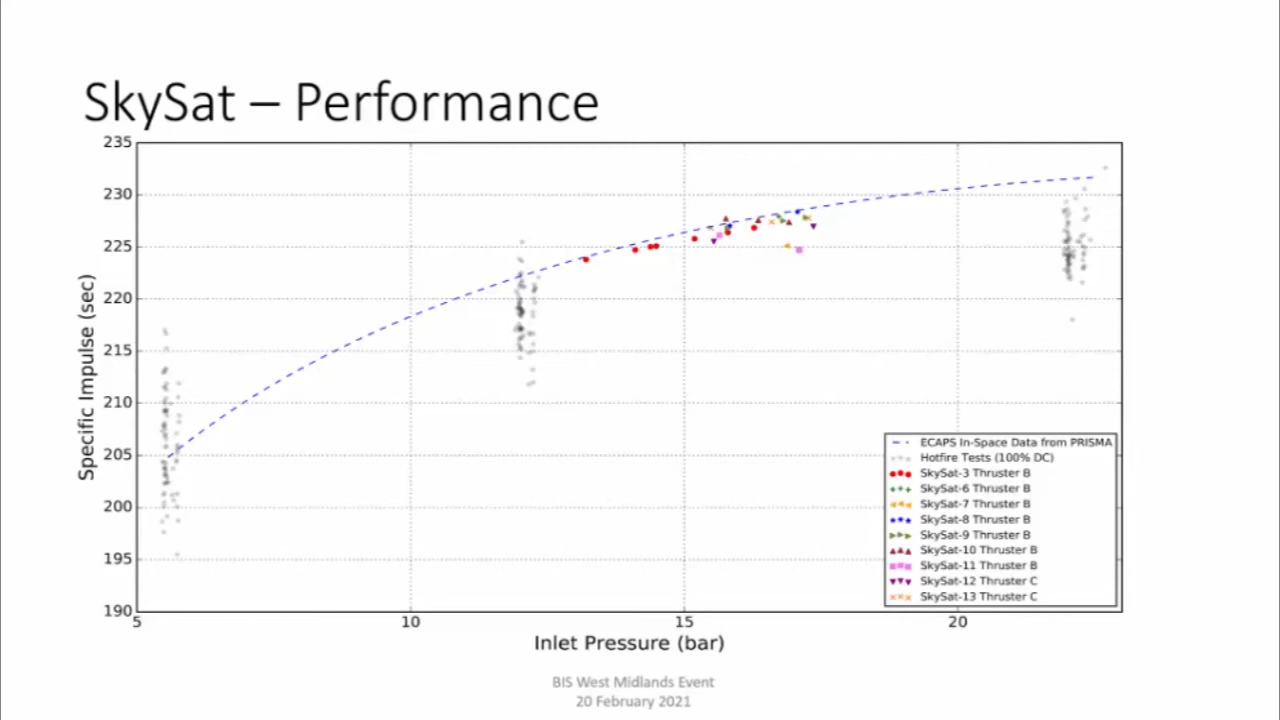 SkySat – Performance
235
230
225
220
215
210
205
200
195
190
Specific Impulse (sec)
5
10
15
20
Inlet Pressure (bar)
ECAPS In-Space Data from PRISMA
Hotfire Tests (100% DC)
SkySat-3 Thruster B
SkySat-6 Thruster B
SkySat-7 Thruster B
SkySat-8 Thruster B
SkySat-9 Thruster B
SkySat-10 Thruster B
SkySat-11 Thruster B
SkySat-12 Thruster C
SkySat-13 Thruster C
BIS West Midlands Event
20 February 2021